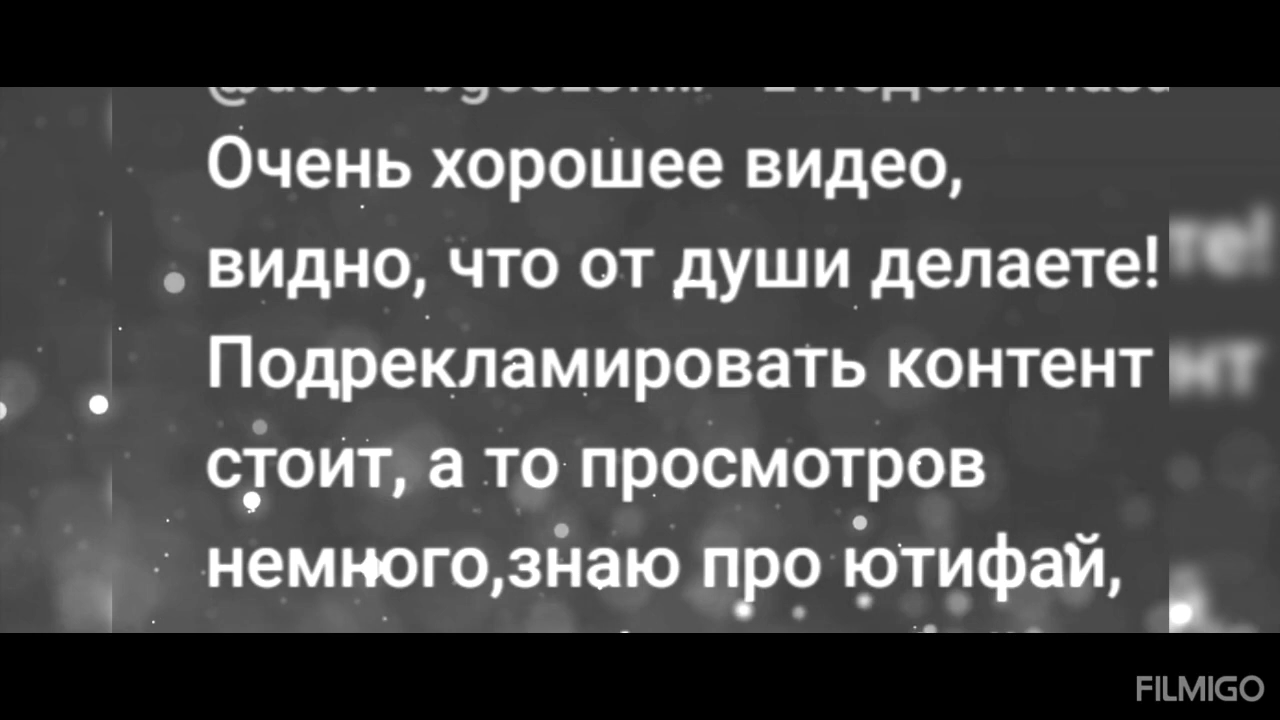 Очень хорошее видео,
видно, что от души делаете!
Подрекламировать контент
стоит, а то просмотров
немного,знаю про ютифай,
FILMIGO